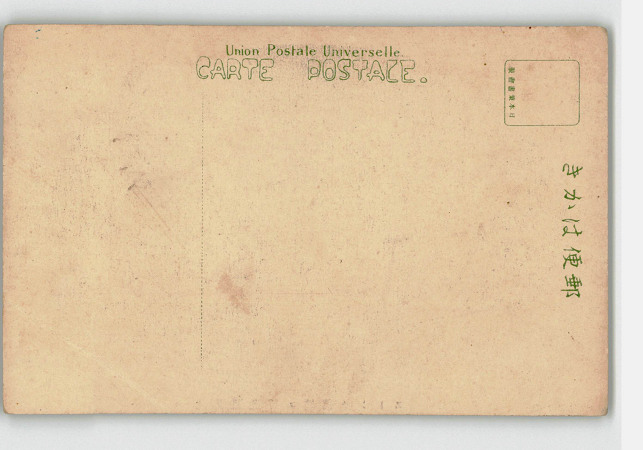 Union Postale Universelle.
CARTE POSTALE.
きかは便郵